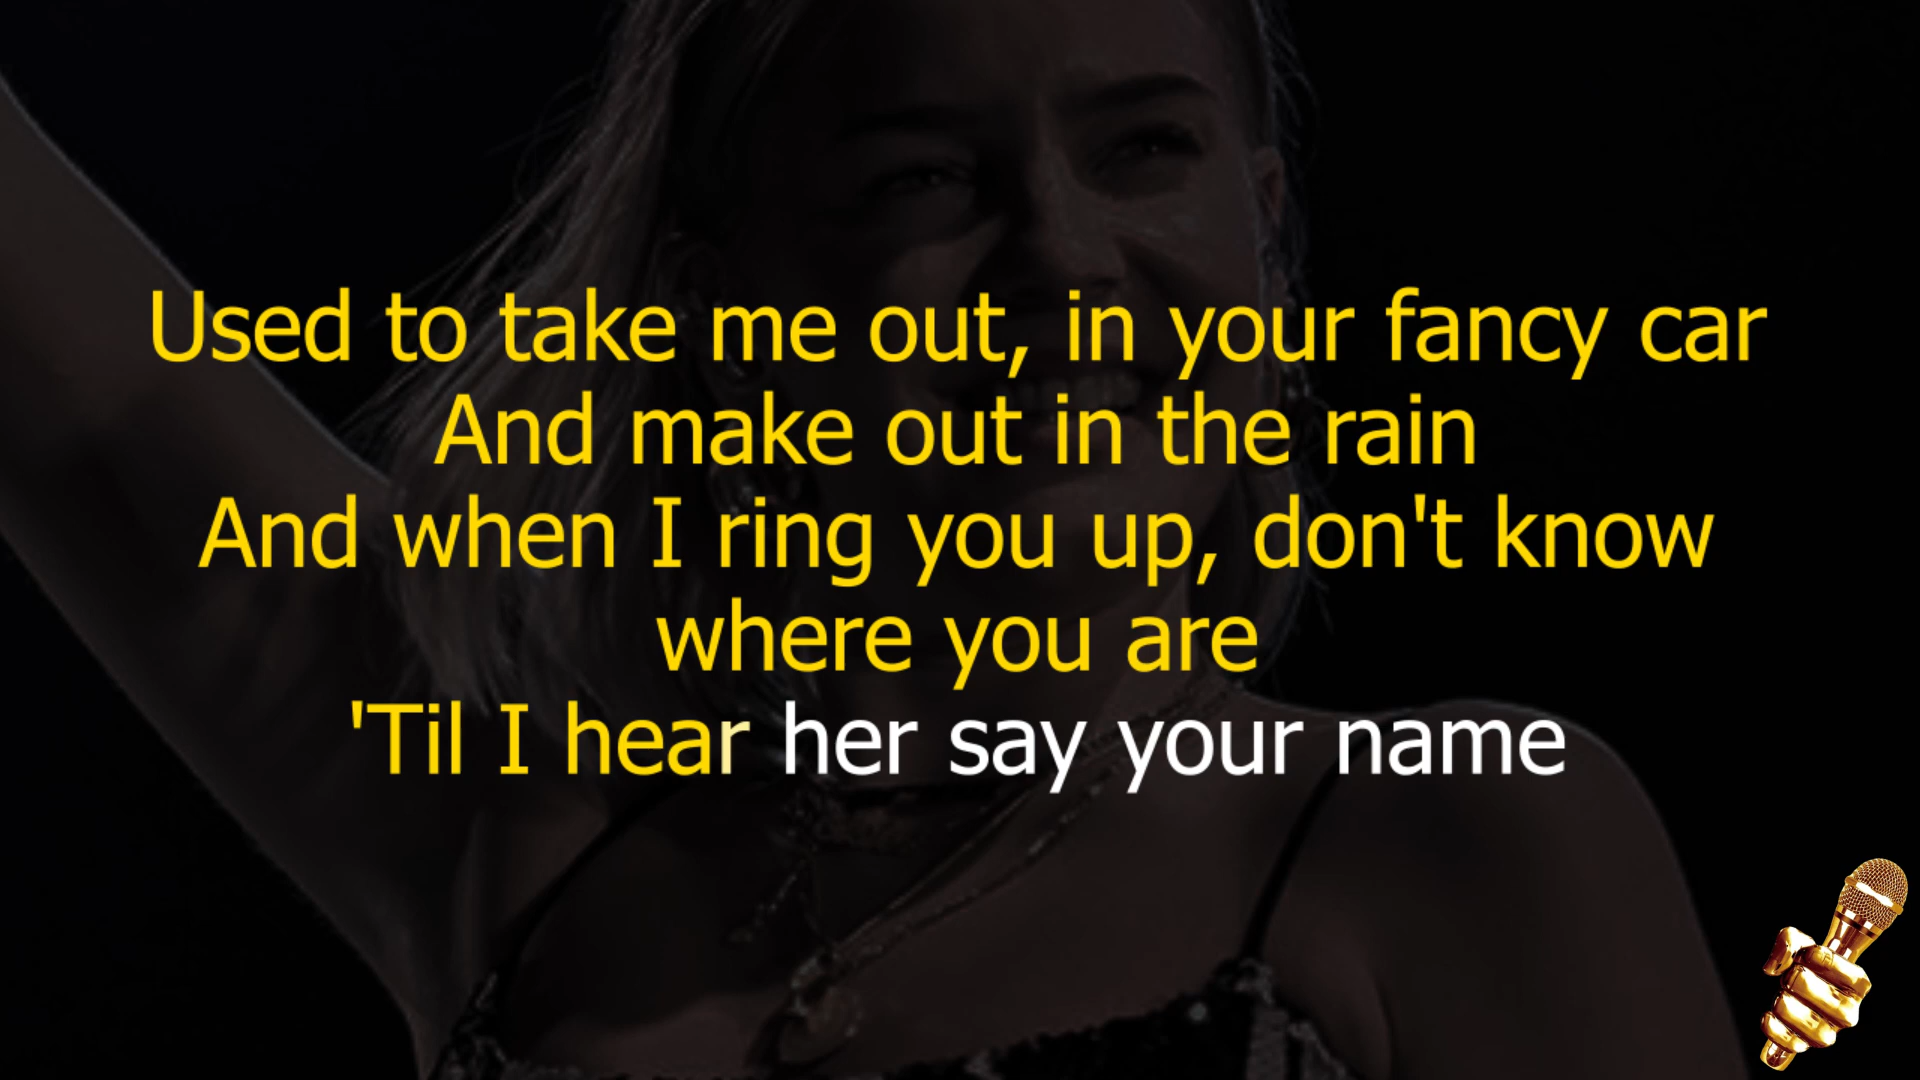 Used to take me out, in your fancy car
And make out in the rain
And when I ring you up, don't know
where you are
'Til I hear her say your name